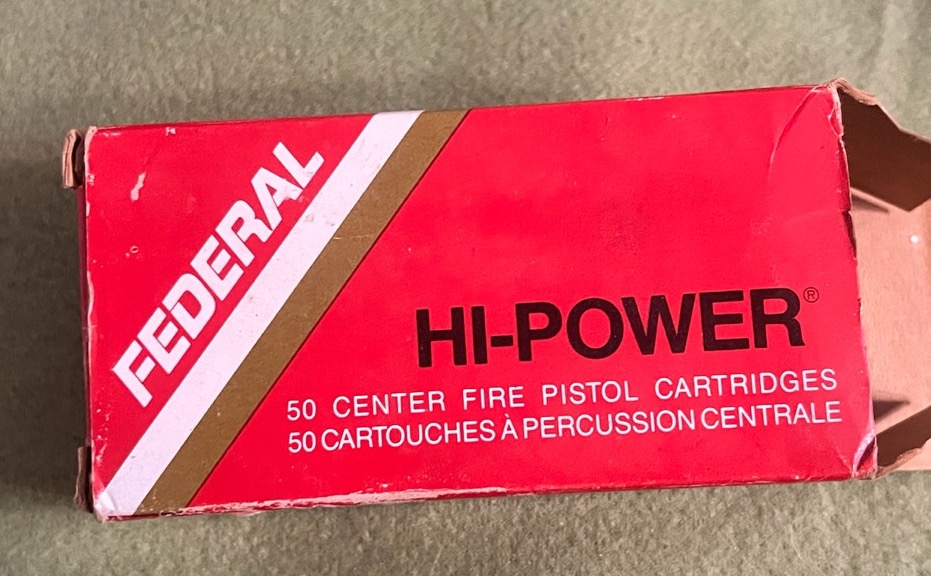 FEDERAL
HI-POWER®
50 CENTER FIRE PISTOL CARTRIDGES
50 CARTOUCHES À PERCUSSION CENTRALE